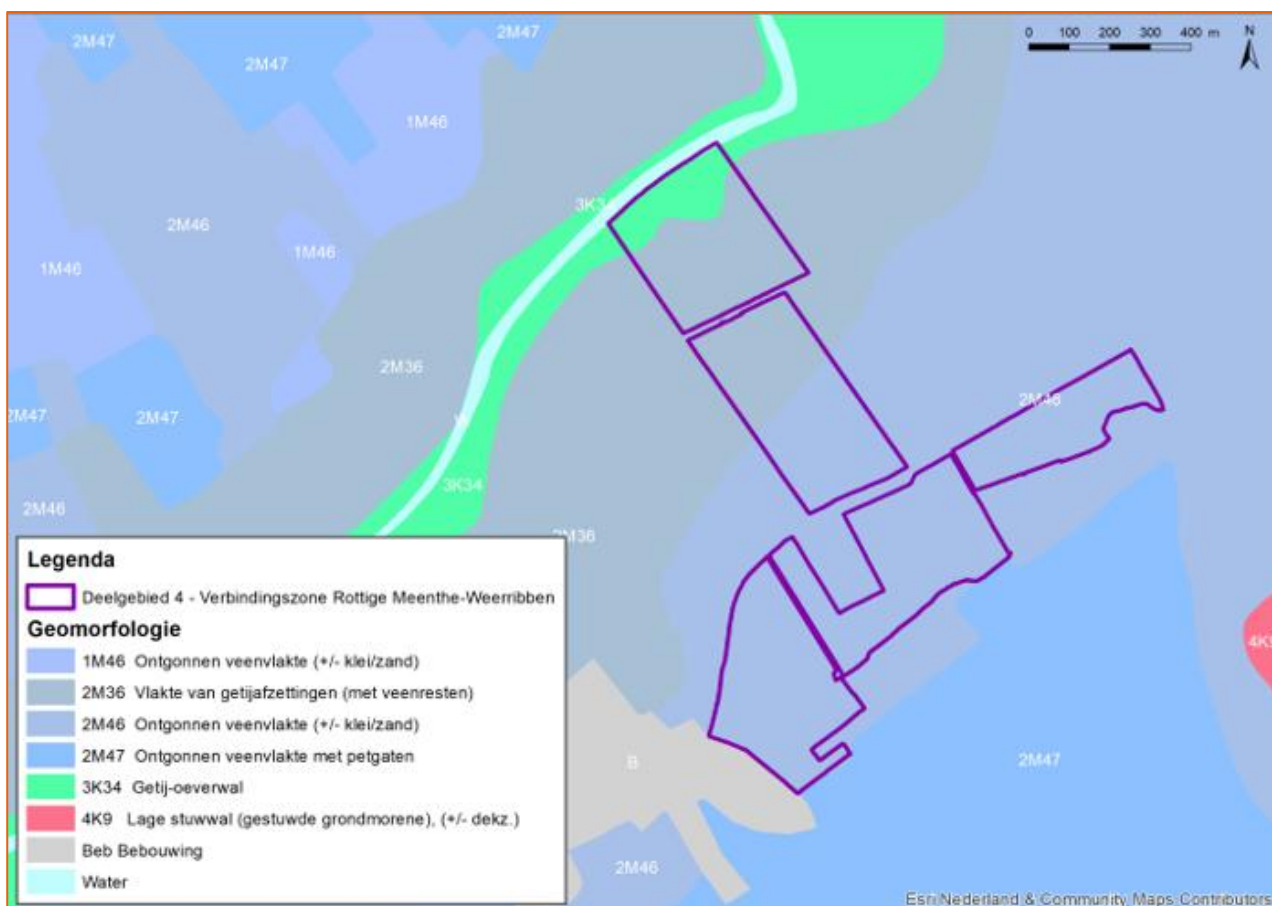 2M47
2M47
2M47
0 100 200 300 400 m
N
1M46
1M46
2M46
3K34
1M46
2M36
2M46
2M47
2M47
W
3K34
2M46
2M36
4K9
B
2M47
2M46
Legenda
Deelgebied 4 - Verbindingszone Rottige Meenthe-Weerribben
Geomorfologie
1M46 Ontgonnen veenvlakte (+/- klei/zand)
2M36 Vlakte van getijafzettingen (met veenresten)
2M46 Ontgonnen veenvlakte (+/- klei/zand)
2M47 Ontgonnen veenvlakte met petgaten
3K34 Getij-oeverwal
4K9 Lage stuwwal (gestuwde grondmorene), (+/- dekz.)
Beb Bebouwing
Water
Esri Nederland & Community Maps Contributors